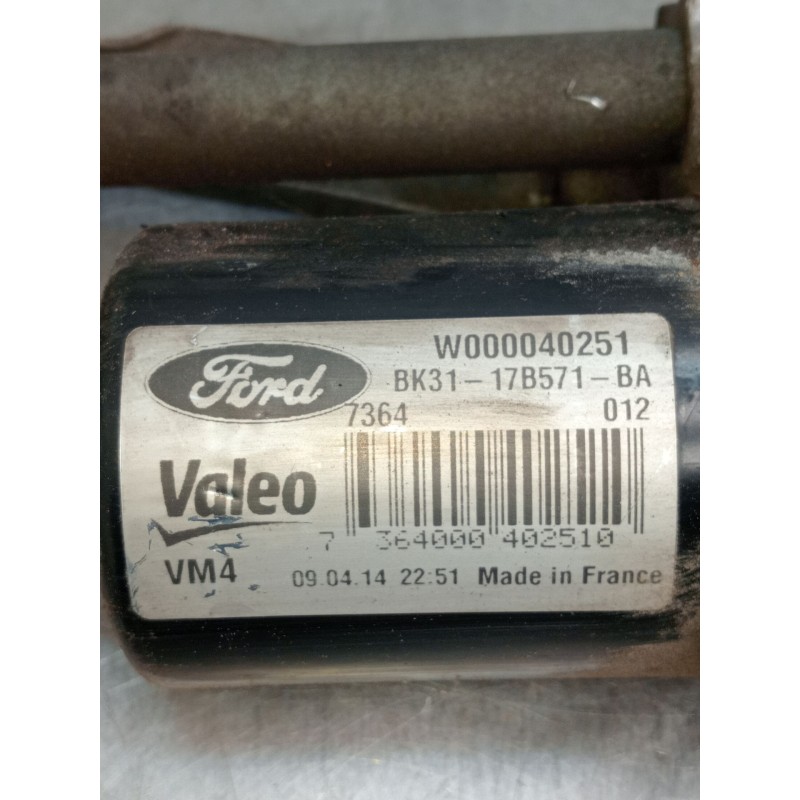 Ford
W000040251
BK31-17B571-BA
7364 012
Valeo
7 364000 402510
VM4 09.04.14 22:51 Made in France